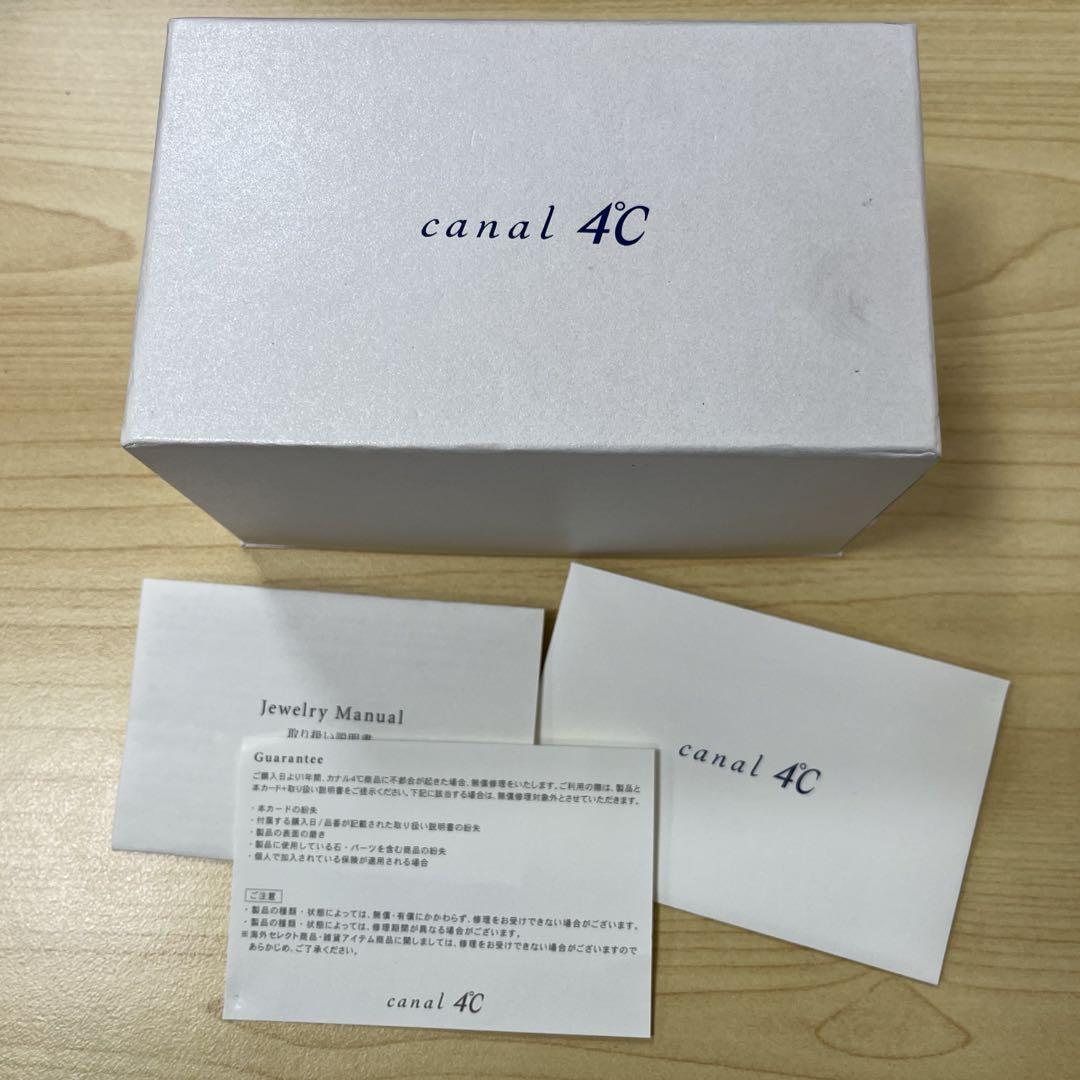 canal 4℃
Jewelry Manual
取り扱い説明書
canal 4℃
Guarantee
ご購入日より1年間、カナル4℃商品に不都合が起きた場合、無償修理をいたします。ご利用の際は、製品と
本カード+取り扱い説明書をご提示ください。下記に該当する場合は、無償修理対象外とさせていただきます。
・本カードの紛失
・付属する購入日/品番が記載された取り扱い説明書の紛失
・製品の表面の磨き
・製品に使用している石・パーツを含む商品の紛失
・個人で加入されている保険が適用される場合
ご注意
・製品の種類・状態によっては、無償・有償にかかわらず、修理をお受けできない場合がございます。
・製品の種類・状態によっては、修理期間が異なる場合がございます。
※海外セレクト商品・雑貨アイテム商品に関しましては、修理をお受けできない場合がございますので
あらかじめ、ご了承ください。
canal 4℃